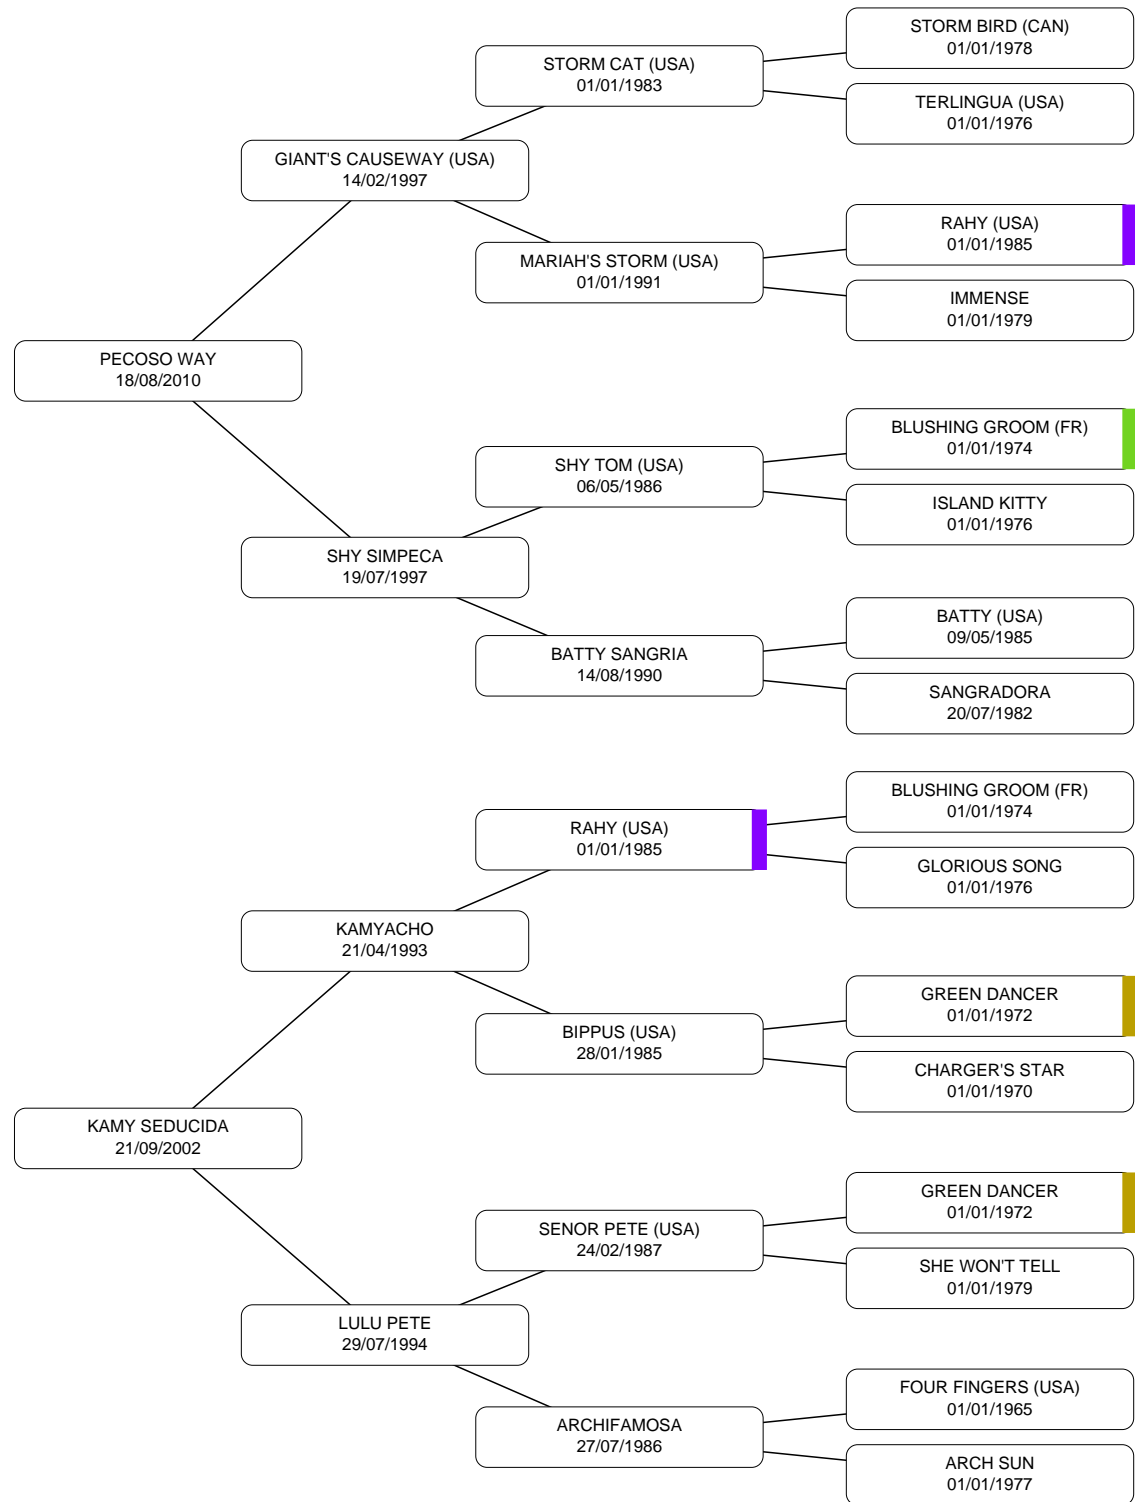 STORM BIRD (CAN)
01/01/1978
STORM CAT (USA)
01/01/1983
TERLINGUA (USA)
01/01/1976
GIANT'S CAUSEWAY (USA)
14/02/1997
RAHY (USA)
01/01/1985
MARIAH'S STORM (USA)
01/01/1991
IMMENSE
01/01/1979
PECOSO WAY
18/08/2010
BLUSHING GROOM (FR)
01/01/1974
SHY TOM (USA)
06/05/1986
ISLAND KITTY
01/01/1976
SHY SIMPECA
19/07/1997
BATTY (USA)
09/05/1985
BATTY SANGRIA
14/08/1990
SANGRADORA
20/07/1982
BLUSHING GROOM (FR)
01/01/1974
RAHY (USA)
01/01/1985
GLORIOUS SONG
01/01/1976
KAMYACHO
21/04/1993
GREEN DANCER
01/01/1972
BIPPUS (USA)
28/01/1985
CHARGER'S STAR
01/01/1970
KAMY SEDUCIDA
21/09/2002
GREEN DANCER
01/01/1972
SENOR PETE (USA)
24/02/1987
SHE WON'T TELL
01/01/1979
LULU PETE
29/07/1994
FOUR FINGERS (USA)
01/01/1965
ARCHIFAMOSA
27/07/1986
ARCH SUN
01/01/1977